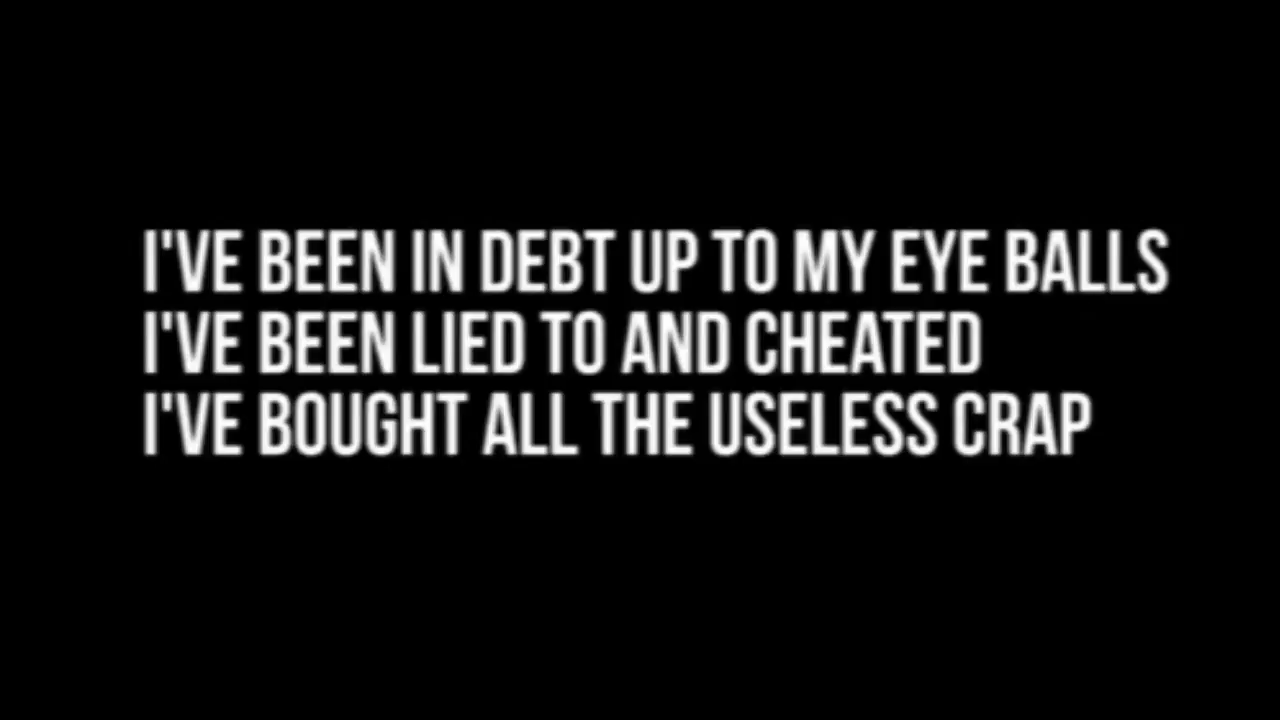 I'VE BEEN IN DEBT UP TO MY EYE BALLS
I'VE BEEN LIED TO AND CHEATED
I'VE BOUGHT ALL THE USELESS CRAP